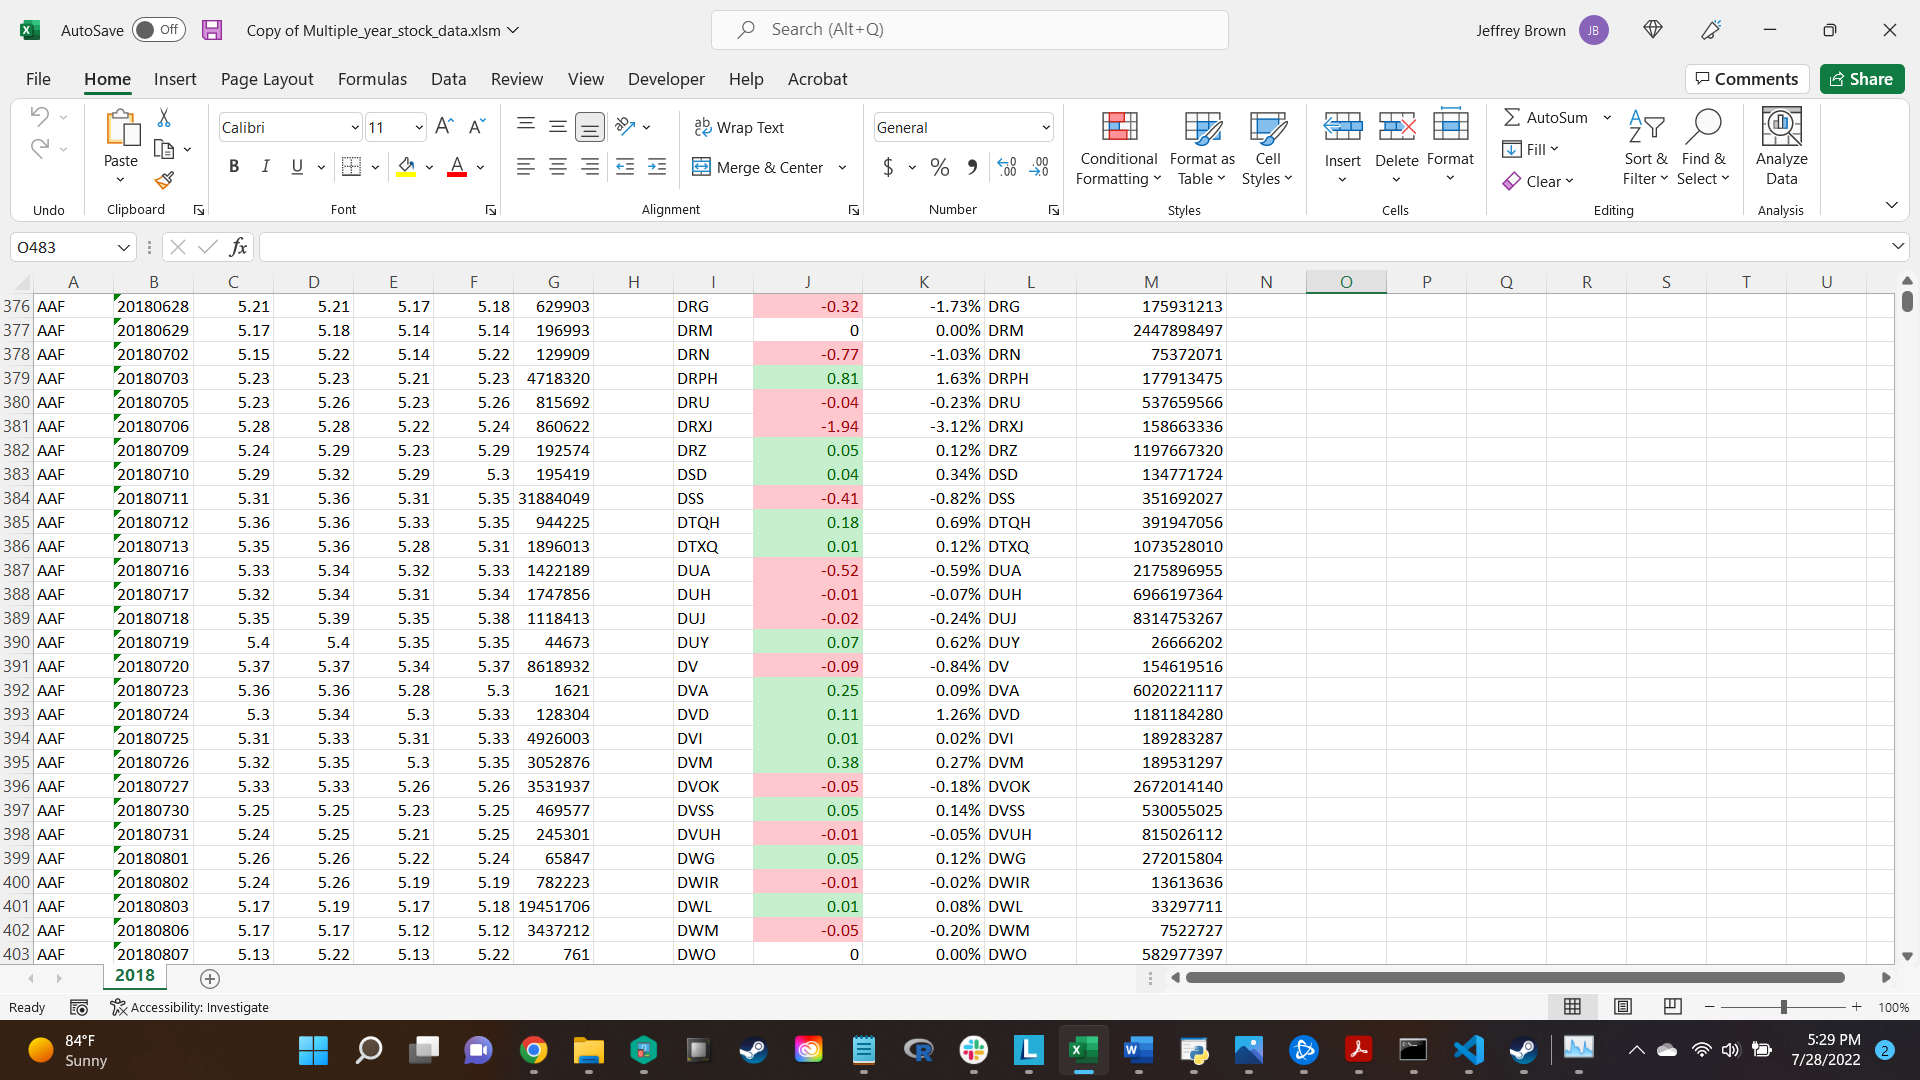 AutoSave Off Copy of Multiple_year_stock_data.xlsm Search (Alt+Q) Jeffrey Brown JB
File Home Insert Page Layout Formulas Data Review View Developer Help Acrobat Comments Share
Calibri 11 Wrap Text General AutoSum
Paste B I U A Merge & Center $ % Conditional Formatting Format as Table Cell Styles Insert Delete Format Fill Clear Sort & Filter Find & Select Analyze Data
Undo Clipboard Font Alignment Number Styles Cells Editing Analysis
O483 fx
A B C D E F G H I J K L M N O P Q R S T U
376 AAF 20180628 5.21 5.21 5.17 5.18 629903 DRG -0.32 -1.73% DRG 175931213
377 AAF 20180629 5.17 5.18 5.14 5.14 196993 DRM 0 0.00% DRM 2447898497
378 AAF 20180702 5.15 5.22 5.14 5.22 129909 DRN -0.77 -1.03% DRN 75372071
379 AAF 20180703 5.23 5.23 5.21 5.23 4718320 DRPH 0.81 1.63% DRPH 177913475
380 AAF 20180705 5.23 5.26 5.23 5.26 815692 DRU -0.04 -0.23% DRU 537659566
381 AAF 20180706 5.28 5.28 5.22 5.24 860622 DRXJ -1.94 -3.12% DRXJ 158663336
382 AAF 20180709 5.24 5.29 5.23 5.29 192574 DRZ 0.05 0.12% DRZ 1197667320
383 AAF 20180710 5.29 5.32 5.29 5.3 195419 DSD 0.04 0.34% DSD 134771724
384 AAF 20180711 5.31 5.36 5.31 5.35 31884049 DSS -0.41 -0.82% DSS 351692027
385 AAF 20180712 5.36 5.36 5.33 5.35 944225 DTQH 0.18 0.69% DTQH 391947056
386 AAF 20180713 5.35 5.36 5.28 5.31 1896013 DTXQ 0.01 0.12% DTXQ 1073528010
387 AAF 20180716 5.33 5.34 5.32 5.33 1422189 DUA -0.52 -0.59% DUA 2175896955
388 AAF 20180717 5.32 5.34 5.31 5.34 1747856 DUH -0.01 -0.07% DUH 6966197364
389 AAF 20180718 5.35 5.39 5.35 5.38 1118413 DUJ -0.02 -0.24% DUJ 8314753267
390 AAF 20180719 5.4 5.4 5.35 5.35 44673 DUY 0.07 0.62% DUY 26666202
391 AAF 20180720 5.37 5.37 5.34 5.37 8618932 DV -0.09 -0.84% DV 154619516
392 AAF 20180723 5.36 5.36 5.28 5.3 1621 DVA 0.25 0.09% DVA 6020221117
393 AAF 20180724 5.3 5.34 5.3 5.33 128304 DVD 0.11 1.26% DVD 1181184280
394 AAF 20180725 5.31 5.33 5.31 5.33 4926003 DVI 0.01 0.02% DVI 189283287
395 AAF 20180726 5.32 5.35 5.3 5.35 3052876 DVM 0.38 0.27% DVM 189531297
396 AAF 20180727 5.33 5.33 5.26 5.26 3531937 DVOK -0.05 -0.18% DVOK 2672014140
397 AAF 20180730 5.25 5.25 5.23 5.25 469577 DVSS 0.05 0.14% DVSS 530055025
398 AAF 20180731 5.24 5.25 5.21 5.25 245301 DVUH -0.01 -0.05% DVUH 815026112
399 AAF 20180801 5.26 5.26 5.22 5.24 65847 DWG 0.05 0.12% DWG 272015804
400 AAF 20180802 5.24 5.26 5.19 5.19 782223 DWIR -0.01 -0.02% DWIR 13613636
401 AAF 20180803 5.17 5.19 5.17 5.18 19451706 DWL 0.01 0.08% DWL 33297711
402 AAF 20180806 5.17 5.17 5.12 5.12 3437212 DWM -0.05 -0.20% DWM 7522727
403 AAF 20180807 5.13 5.22 5.13 5.22 761 DWO 0 0.00% DWO 582977397
2018
Ready Accessibility: Investigate 100%
84°F 5:29 PM
Sunny 7/28/2022 2